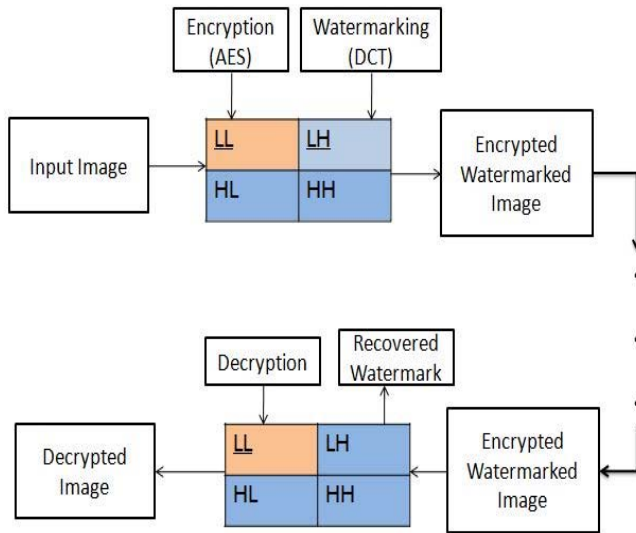 Encryption
(AES)
Watermarking
(DCT)
Input Image
LL
LH
HL
HH
Encrypted
Watermarked
Image
Decryption
Recovered
Watermark
Decrypted
Image
LL
LH
HL
HH
Encrypted
Watermarked
Image